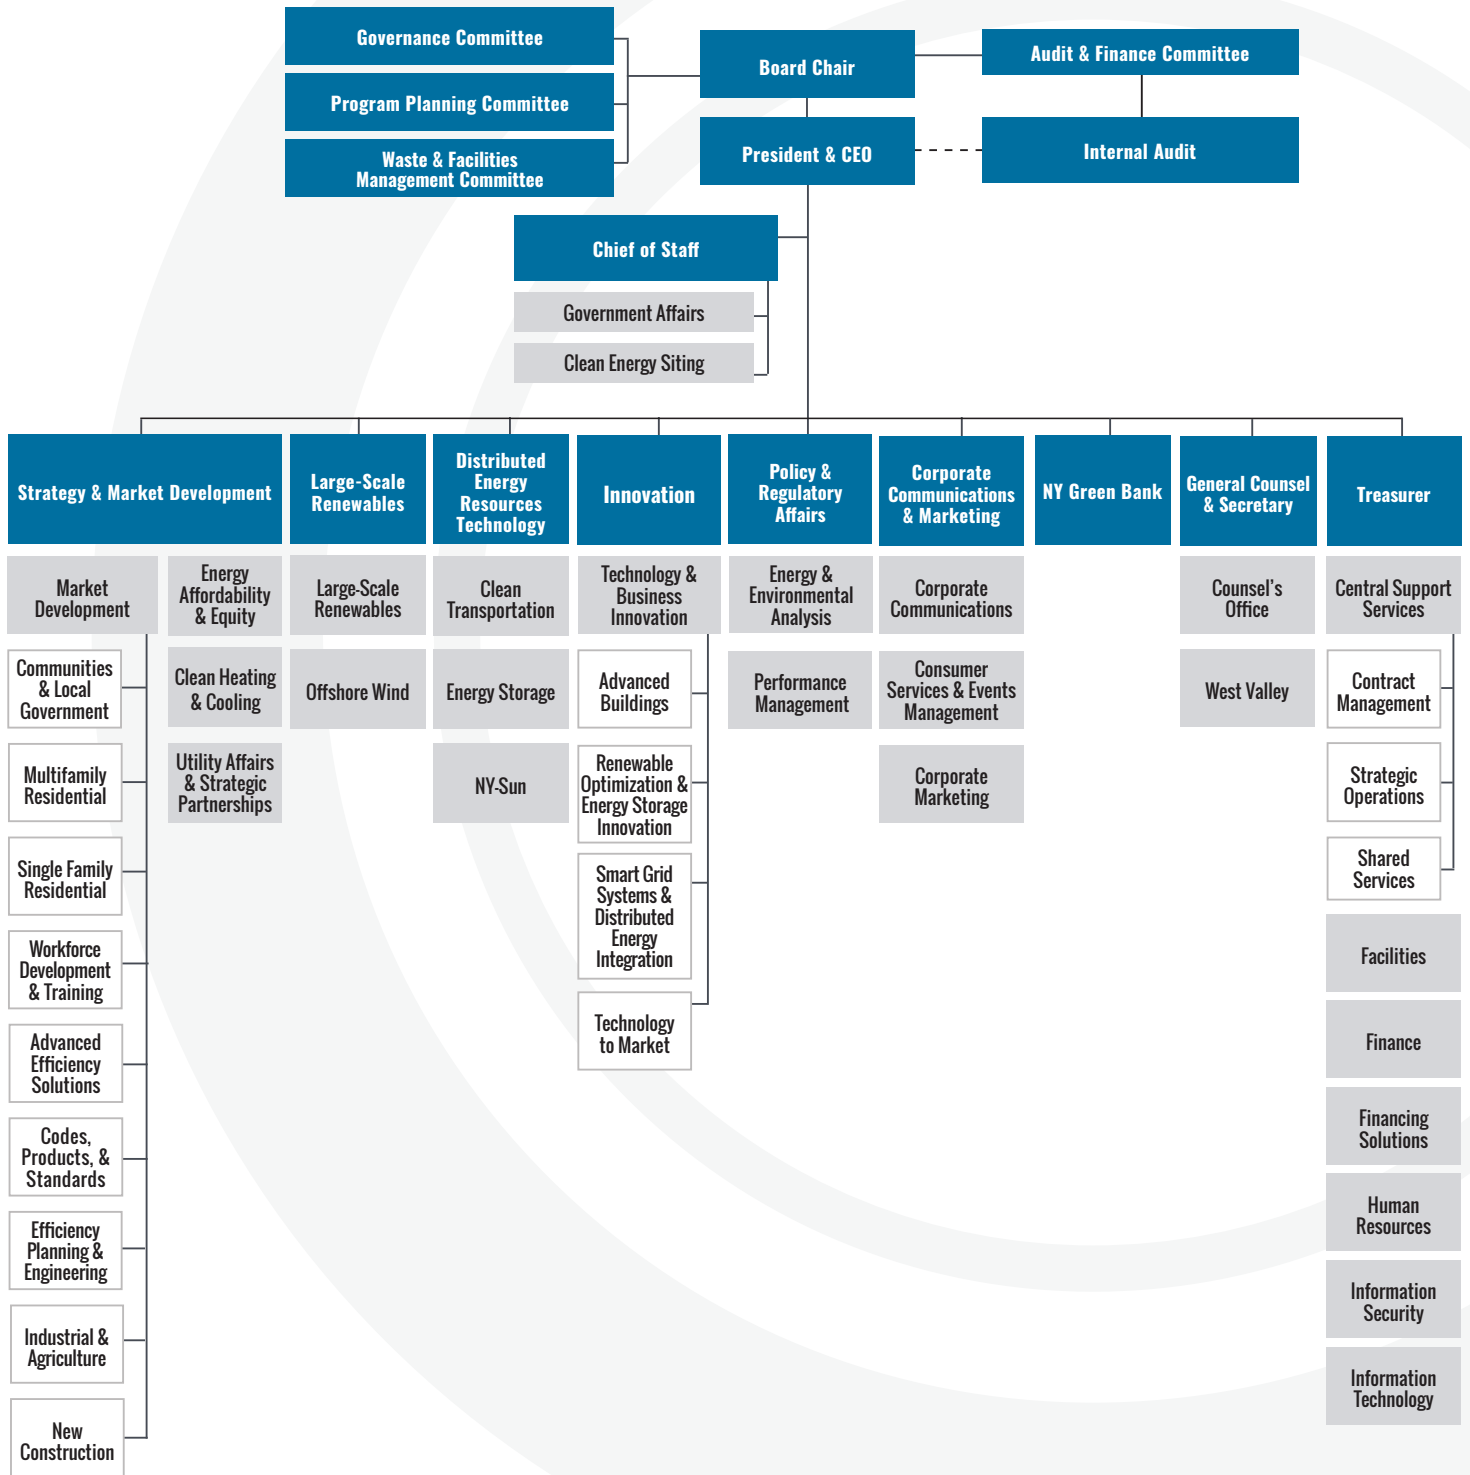 Governance Committee
Program Planning Committee
Waste & Facilities
Management Committee
Board Chair
Audit & Finance Committee
President & CEO
Internal Audit
Chief of Staff
Government Affairs
Clean Energy Siting
Strategy & Market Development
Market
Development
Communities
& Local
Government
Multifamily
Residential
Single Family
Residential
Workforce
Development
& Training
Advanced
Efficiency
Solutions
Codes,
Products, &
Standards
Efficiency
Planning &
Engineering
Industrial &
Agriculture
New
Construction
Energy
Affordability
& Equity
Clean Heating
& Cooling
Utility Affairs
& Strategic
Partnerships
Large-Scale
Renewables
Large-Scale
Renewables
Offshore Wind
Distributed
Energy
Resources
Technology
Clean
Transportation
Energy Storage
NY-Sun
Innovation
Technology &
Business
Innovation
Advanced
Buildings
Renewable
Optimization &
Energy Storage
Innovation
Smart Grid
Systems &
Distributed
Energy
Integration
Technology
to Market
Policy &
Regulatory
Affairs
Energy &
Environmental
Analysis
Performance
Management
Corporate
Communications
& Marketing
Corporate
Communications
Consumer
Services & Events
Management
Corporate
Marketing
NY Green Bank
General Counsel
& Secretary
Counsel's
Office
West Valley
Treasurer
Central Support
Services
Contract
Management
Strategic
Operations
Shared
Services
Facilities
Finance
Financing
Solutions
Human
Resources
Information
Security
Information
Technology